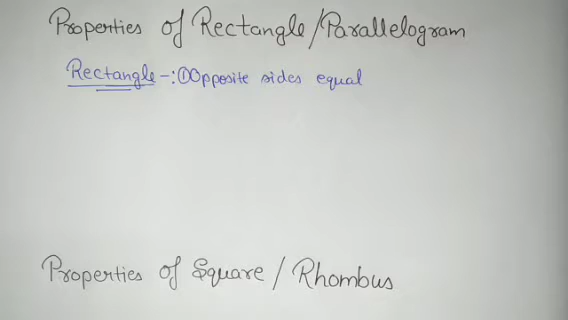 Properties of Rectangle/Parallelogram
Rectangle-:①Opposite sides equal
Properties of Square/Rhombus